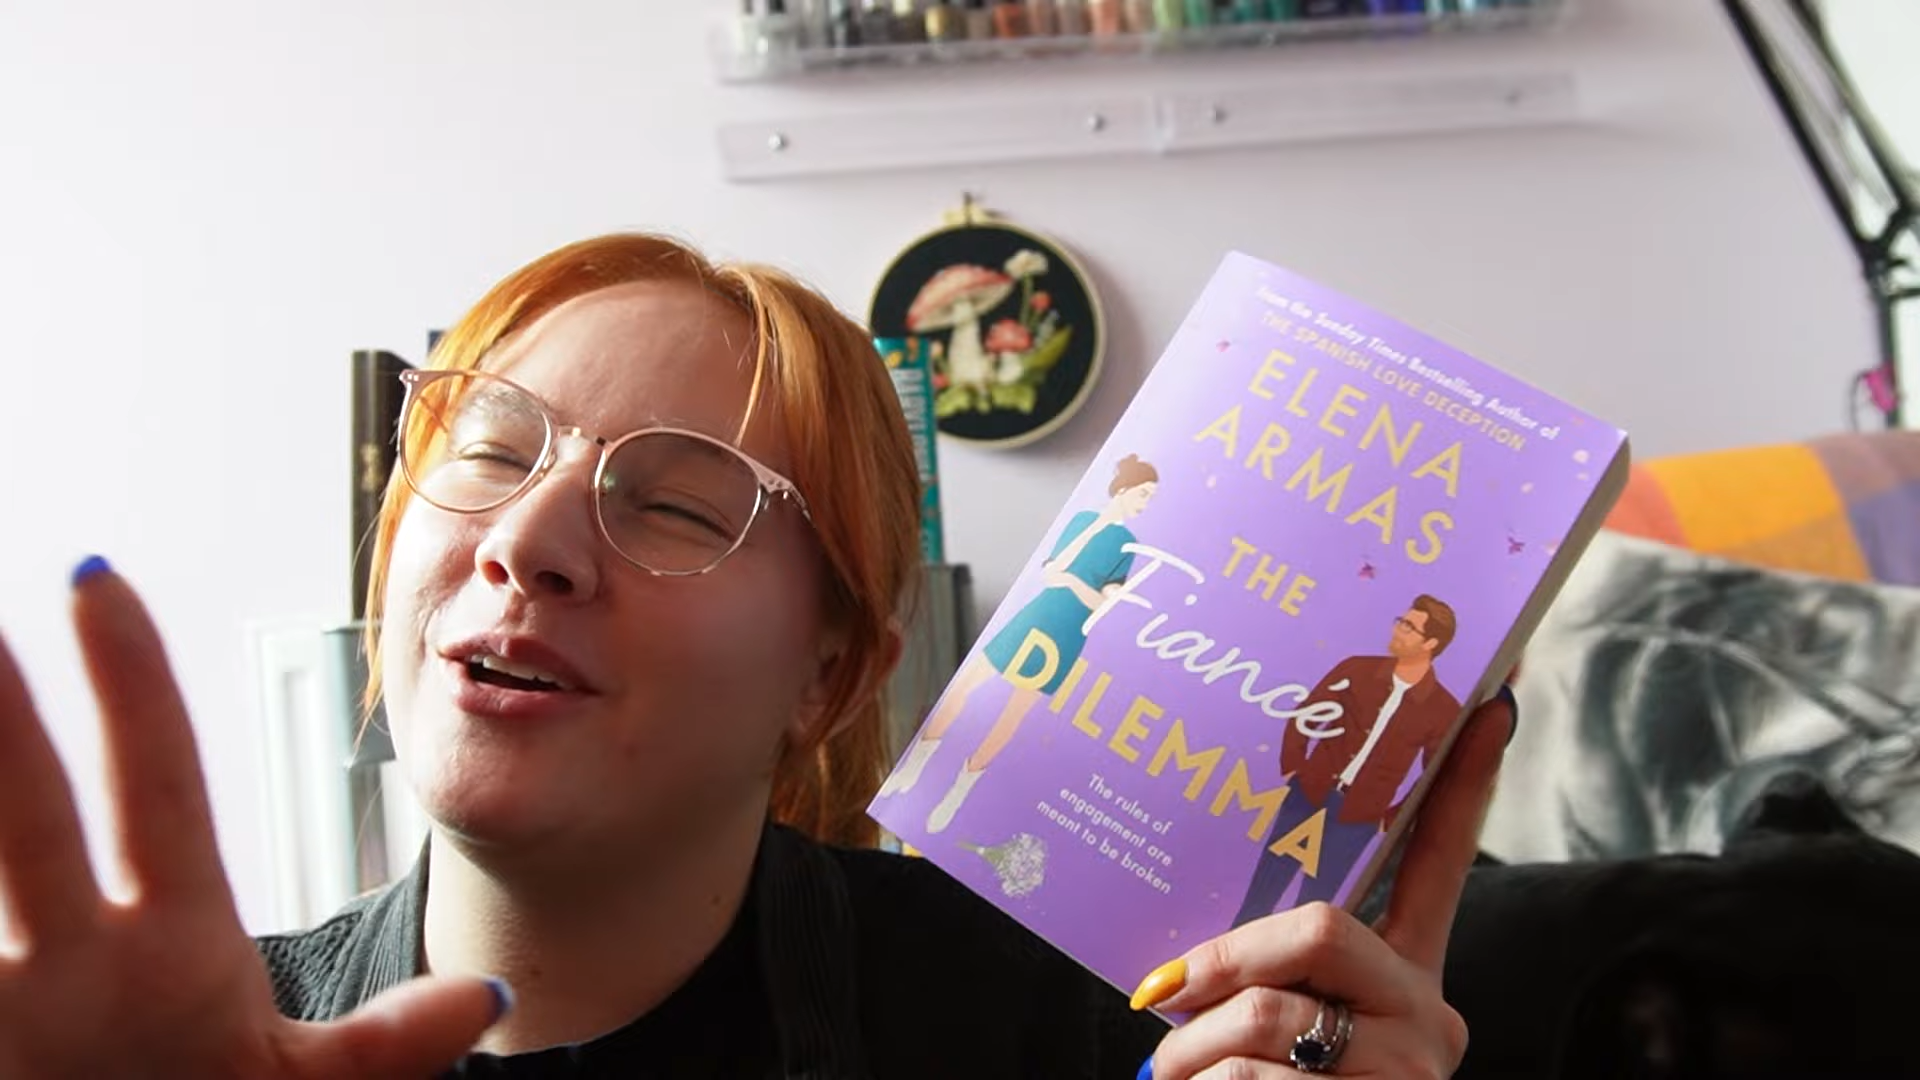 From the Sunday Times Bestselling Author of
THE SPANISH LOVE DECEPTION
ELENA
ARMAS
THE
Fiancé
DILEMMA
The rules of
engagement are
meant to be broken